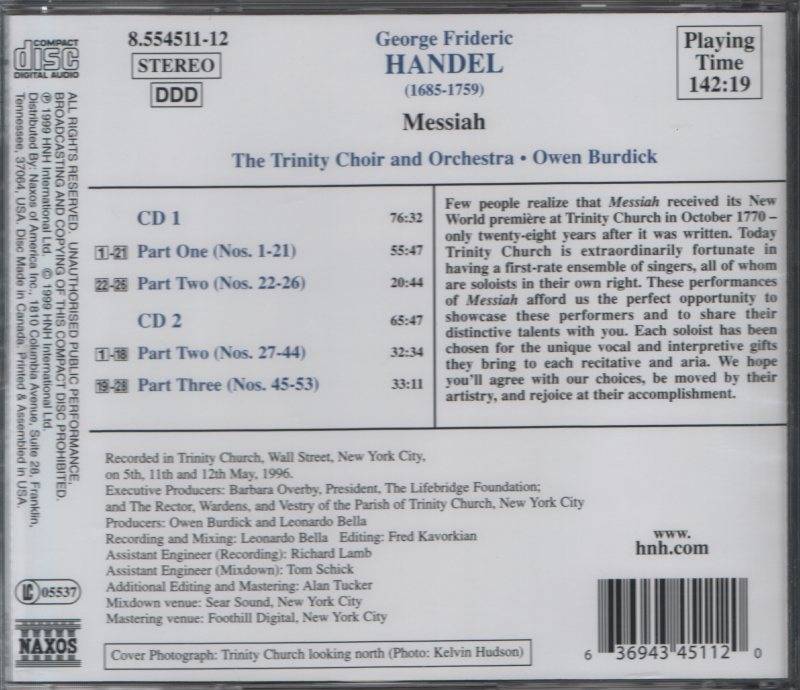 COMPACT
disc
DIGITAL AUDIO
8.554511-12
STEREO
DDD
George Frideric
HANDEL
(1685-1759)
Messiah
The Trinity Choir and Orchestra • Owen Burdick
Playing
Time
142:19
CD 1 76:32
1-21 Part One (Nos. 1-21) 55:47
22-26 Part Two (Nos. 22-26) 20:44
CD 2 65:47
1-18 Part Two (Nos. 27-44) 32:34
19-28 Part Three (Nos. 45-53) 33:11
Few people realize that Messiah received its New
World première at Trinity Church in October 1770 –
only twenty-eight years after it was written. Today
Trinity Church is extraordinarily fortunate in
having a first-rate ensemble of singers, all of whom
are soloists in their own right. These performances
of Messiah afford us the perfect opportunity to
showcase these performers and to share their
distinctive talents with you. Each soloist has been
chosen for the unique vocal and interpretive gifts
they bring to each recitative and aria. We hope
you'll agree with our choices, be moved by their
artistry, and rejoice at their accomplishment.
Recorded in Trinity Church, Wall Street, New York City,
on 5th, 11th and 12th May, 1996.
Executive Producers: Barbara Overby, President, The Lifebridge Foundation;
and The Rector, Wardens, and Vestry of the Parish of Trinity Church, New York City
Producers: Owen Burdick and Leonardo Bella
Recording and Mixing: Leonardo Bella Editing: Fred Kavorkian
Assistant Engineer (Recording): Richard Lamb
Assistant Engineer (Mixdown): Tom Schick
Additional Editing and Mastering: Alan Tucker
Mixdown venue: Sear Sound, New York City
Mastering venue: Foothill Digital, New York City
Cover Photograph: Trinity Church looking north (Photo: Kelvin Hudson)
www.
hnh.com
6 36943 45112 0
ALL RIGHTS RESERVED. UNAUTHORISED PUBLIC PERFORMANCE,
BROADCASTING AND COPYING OF THIS COMPACT DISC PROHIBITED.
℗ 1999 HNH International Ltd. © 1999 HNH International Ltd.
Distributed By: Naxos of America Inc., 1810 Columbia Avenue, Suite 28, Franklin,
Tennessee, 37064, USA. Disc Made in Canada. Printed & Assembled in USA.
LC 05537
NAXOS